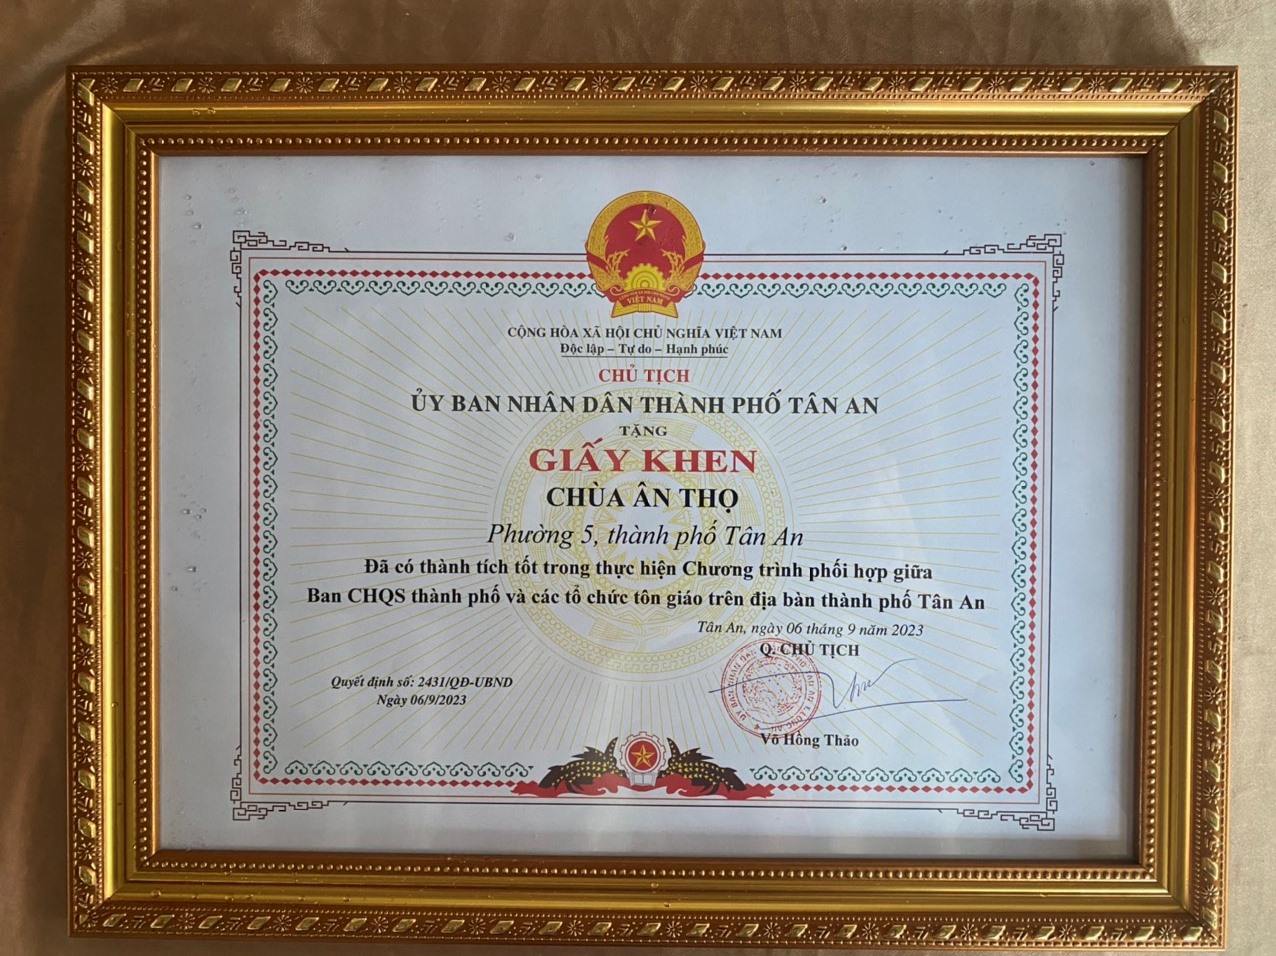 VIỆT NAM
CỘNG HÒA XÃ HỘI CHỦ NGHĨA VIỆT NAM
Độc lập – Tự do – Hạnh phúc
CHỦ TỊCH
ỦY BAN NHÂN DÂN THÀNH PHỐ TÂN AN
TẶNG
GIẤY KHEN
CHÙA ÂN THỌ
Phường 5, thành phố Tân An
Đã có thành tích tốt trong thực hiện Chương trình phối hợp giữa
Ban CHQS thành phố và các tổ chức tôn giáo trên địa bàn thành phố Tân An
Tân An, ngày 06 tháng 9 năm 2023
Q. CHỦ TỊCH
Quyết định số: 2431/QĐ-UBND
Ngày 06/9/2023
Võ Hồng Thảo